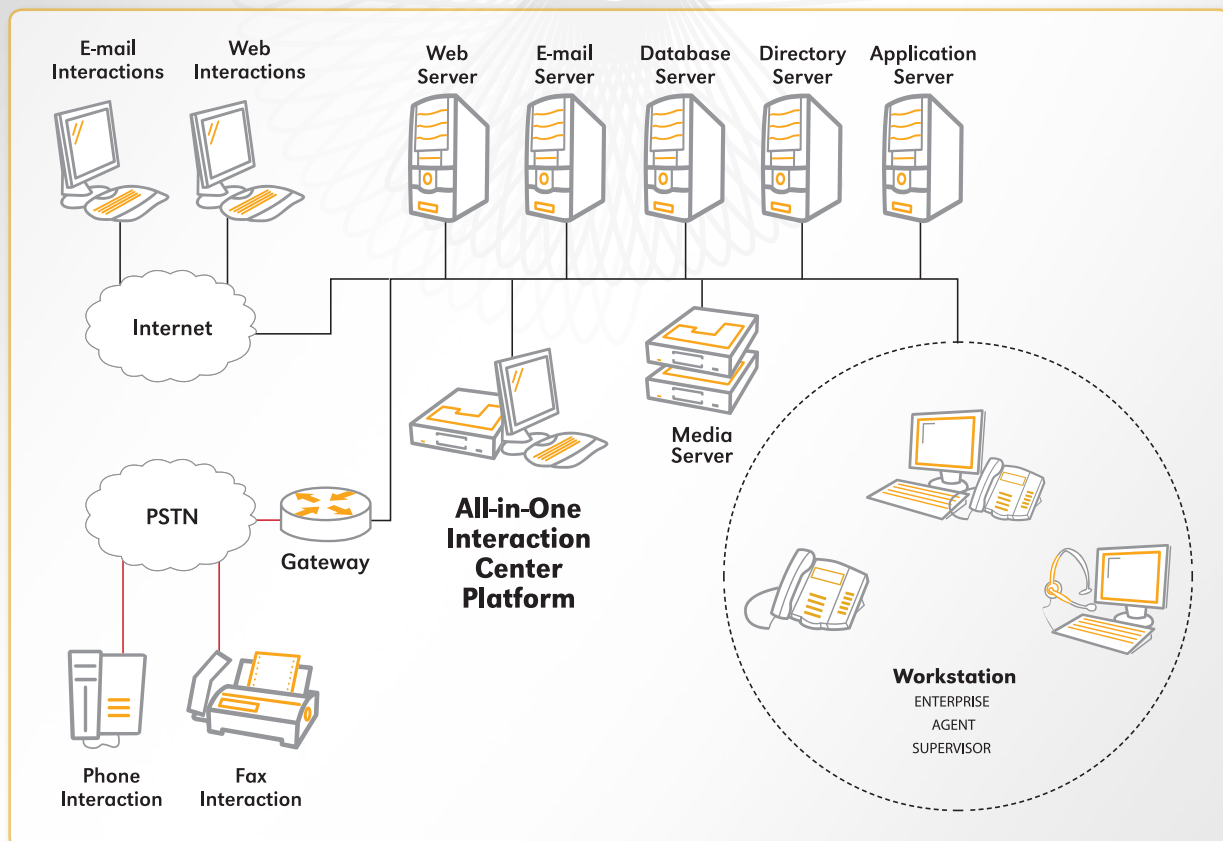 E-mail
Interactions
Web
Interactions
Web
Server
E-mail
Server
Database
Server
Directory
Server
Application
Server
Internet
Media
Server
PSTN
Gateway
All-in-One
Interaction
Center
Platform
Workstation
ENTERPRISE
AGENT
SUPERVISOR
Phone
Interaction
Fax
Interaction